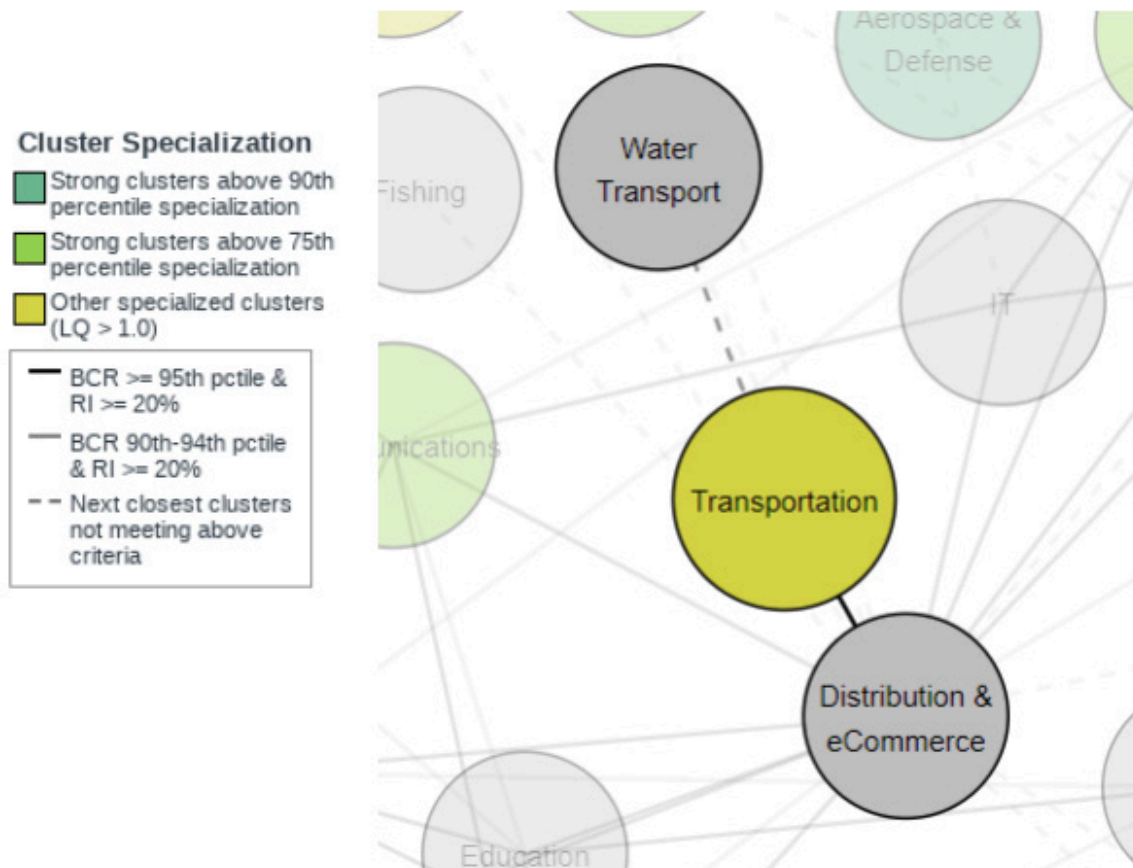 Cluster Specialization
Strong clusters above 90th
percentile specialization
Strong clusters above 75th
percentile specialization
Other specialized clusters
(LQ > 1.0)
BCR >= 95th pctile &
RI >= 20%
BCR 90th-94th pctile
& RI >= 20%
Next closest clusters
not meeting above
criteria
Aerospace &
Defense
Water
Transport
Fishing
IT
unications
Transportation
Distribution &
eCommerce
Education